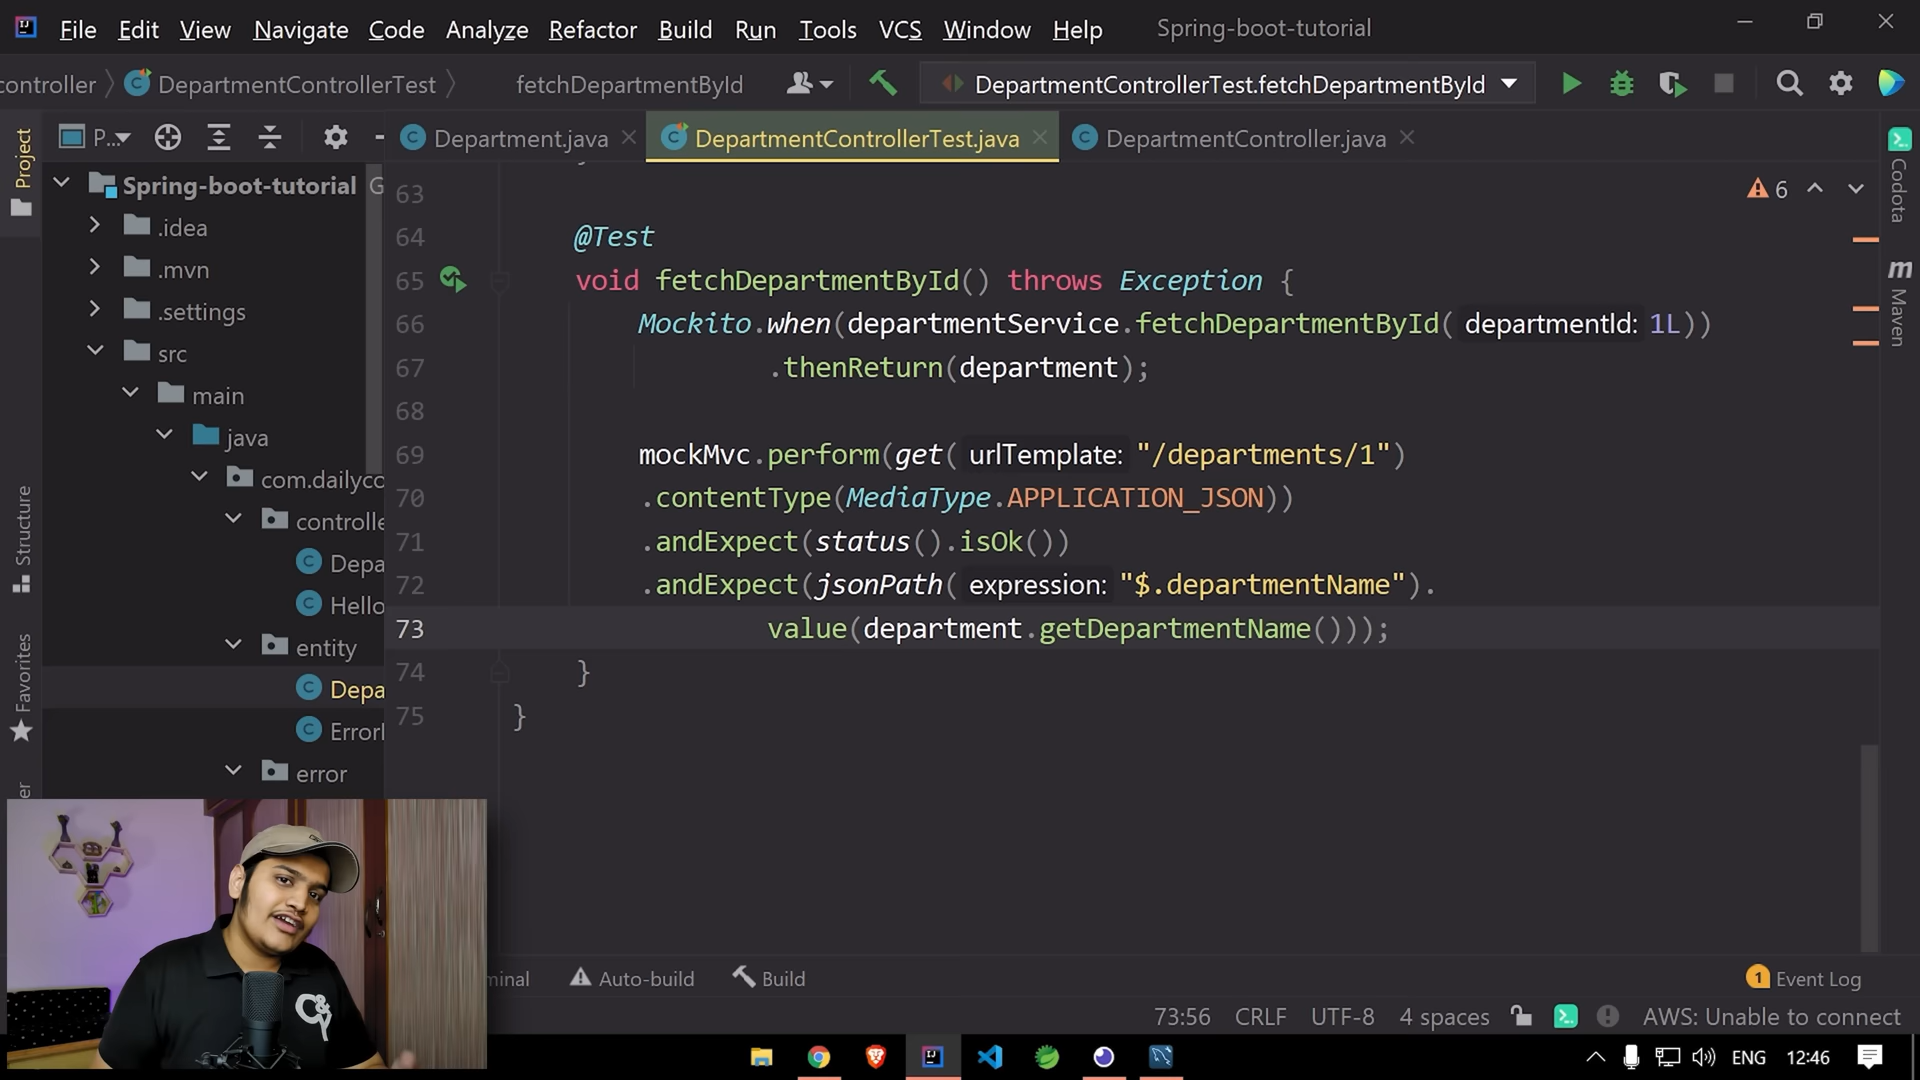 File Edit View Navigate Code Analyze Refactor Build Run Tools VCS Window Help Spring-boot-tutorial
controller DepartmentControllerTest fetchDepartmentById DepartmentControllerTest.fetchDepartmentById
Project
P...
Department.java DepartmentControllerTest.java DepartmentController.java
Codota
Maven
Structure
Favorites
Spring-boot-tutorial
.idea
.mvn
.settings
src
main
java
com.dailyco
controlle
Depa
Hello
entity
Depa
Error
error
6
63
64 @Test
65 void fetchDepartmentById() throws Exception {
66 Mockito.when(departmentService.fetchDepartmentById( departmentId: 1L))
67 .thenReturn(department);
68
69 mockMvc.perform(get( urlTemplate: "/departments/1")
70 .contentType(MediaType.APPLICATION_JSON))
71 .andExpect(status().isOk())
72 .andExpect(jsonPath( expression: "$.departmentName").
73 value(department.getDepartmentName()));
74 }
75 }
minal Auto-build Build 1 Event Log
73:56 CRLF UTF-8 4 spaces AWS: Unable to connect
ENG 12:46